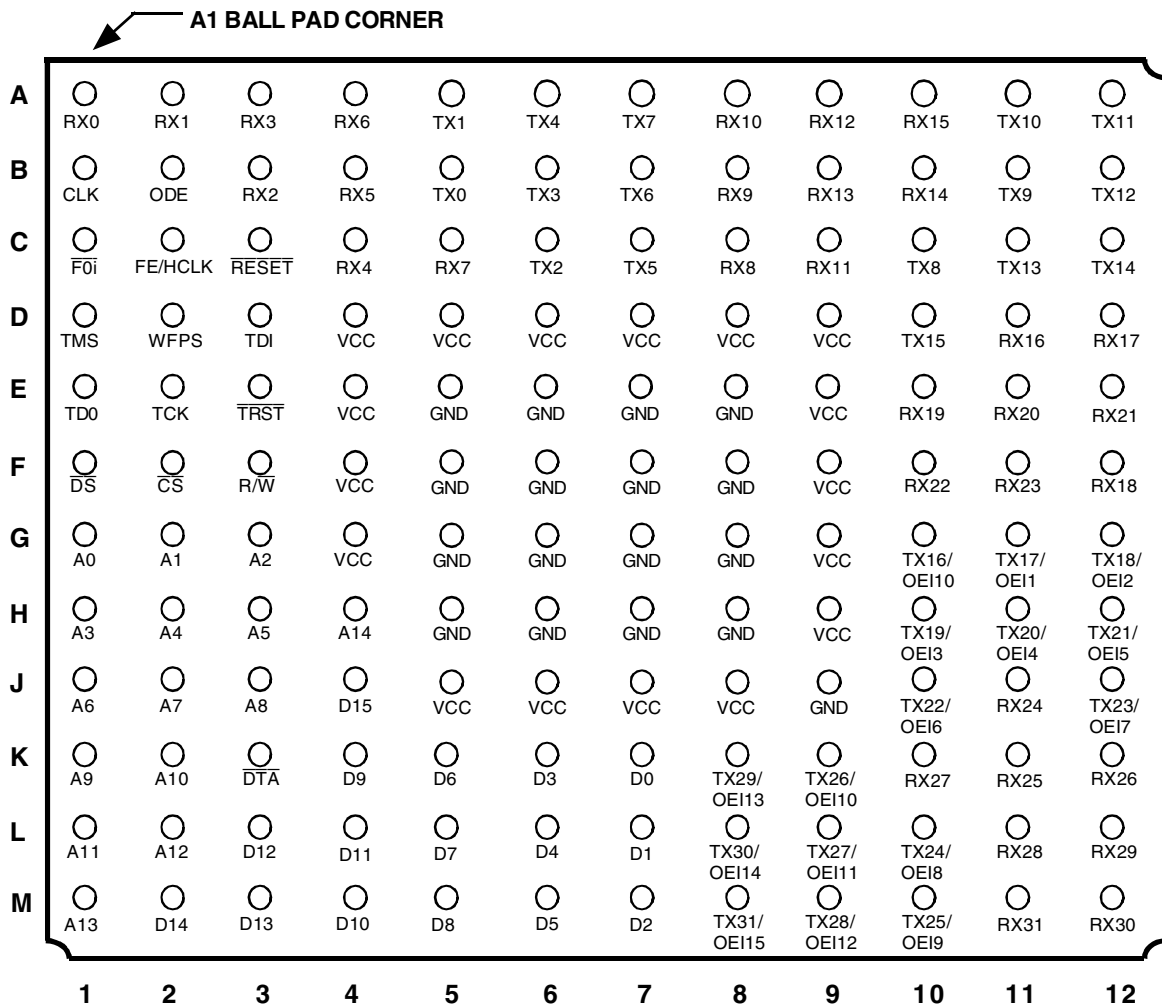 A1 BALL PAD CORNER
A
RX0 RX1 RX3 RX6 TX1 TX4 TX7 RX10 RX12 RX15 TX10 TX11
B
CLK ODE RX2 RX5 TX0 TX3 TX6 RX9 RX13 RX14 TX9 TX12
C
F0i FE/HCLK RESET RX4 RX7 TX2 TX5 RX8 RX11 TX8 TX13 TX14
D
TMS WFPS TDI VCC VCC VCC VCC VCC VCC TX15 RX16 RX17
E
TD0 TCK TRST VCC GND GND GND GND VCC RX19 RX20 RX21
F
DS CS R/W VCC GND GND GND GND VCC RX22 RX23 RX18
G
A0 A1 A2 VCC GND GND GND GND VCC TX16/ TX17/ TX18/
OEI10 OEI1 OEI2
H
A3 A4 A5 A14 GND GND GND GND VCC TX19/ TX20/ TX21/
OEI3 OEI4 OEI5
J
A6 A7 A8 D15 VCC VCC VCC VCC GND TX22/ RX24 TX23/
OEI6 OEI7
K
A9 A10 DTA D9 D6 D3 D0 TX29/ TX26/ RX27 RX25 RX26
OEI13 OEI10
L
A11 A12 D12 D11 D7 D4 D1 TX30/ TX27/ TX24/ RX28 RX29
OEI14 OEI11 OEI8
M
A13 D14 D13 D10 D8 D5 D2 TX31/ TX28/ TX25/ RX31 RX30
OEI15 OEI12 OEI9
1 2 3 4 5 6 7 8 9 10 11 12